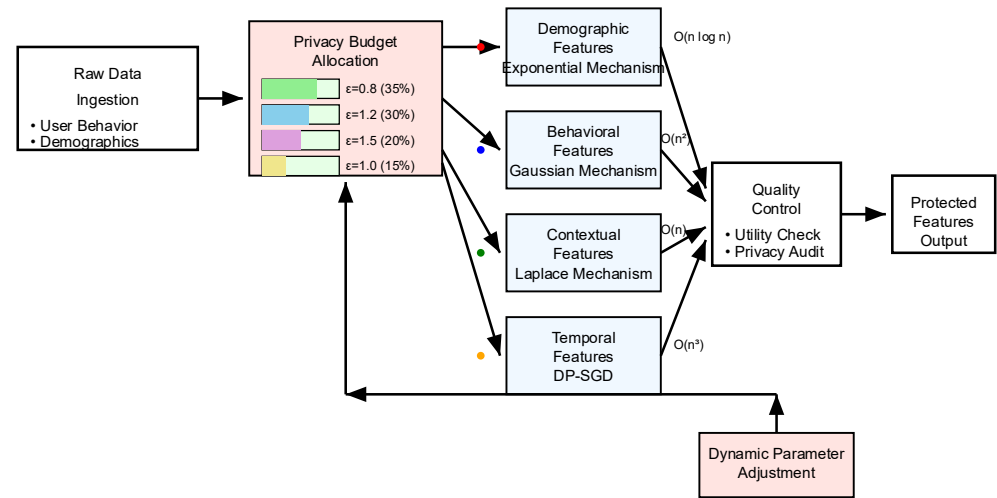 Raw Data
Ingestion
• User Behavior
• Demographics
Privacy Budget
Allocation
ε=0.8 (35%)
ε=1.2 (30%)
ε=1.5 (20%)
ε=1.0 (15%)
Demographic
Features
Exponential Mechanism
O(n log n)
Behavioral
Features
Gaussian Mechanism
O(n²)
Contextual
Features
Laplace Mechanism
O(n)
Temporal
Features
DP-SGD
O(n³)
Quality
Control
• Utility Check
• Privacy Audit
Protected
Features
Output
Dynamic Parameter
Adjustment